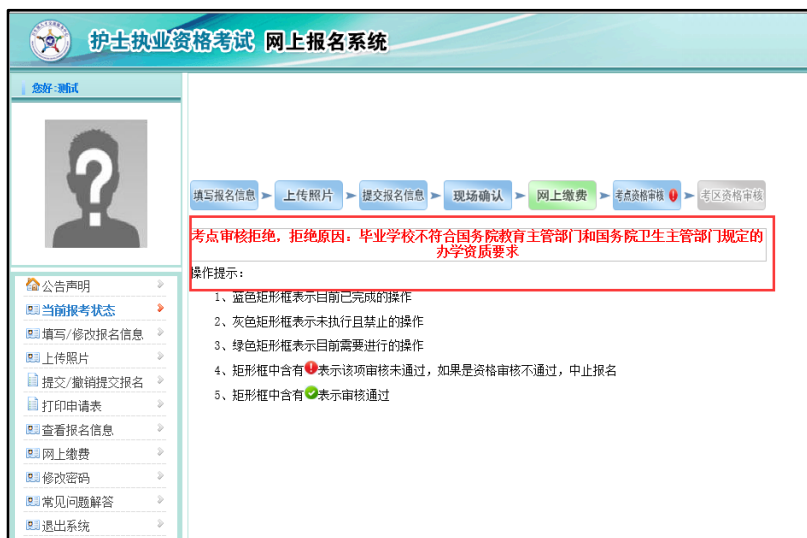 护士执业资格考试 网上报名系统
您好:测试
填写报名信息 上传照片 提交报名信息 现场确认 网上缴费 考点资格审核 考区资格审核
考点审核拒绝，拒绝原因：毕业学校不符合国务院教育主管部门和国务院卫生主管部门规定的
办学资质要求
操作提示：
1、蓝色矩形框表示目前已完成的操作
2、灰色矩形框表示未执行且禁止的操作
3、绿色矩形框表示目前需要进行的操作
4、矩形框中含有表示该项审核未通过，如果是资格审核不通过，中止报名
5、矩形框中含有表示审核通过
公告声明
当前报考状态
填写/修改报名信息
上传照片
提交/撤销提交报名
打印申请表
查看报名信息
网上缴费
修改密码
常见问题解答
退出系统